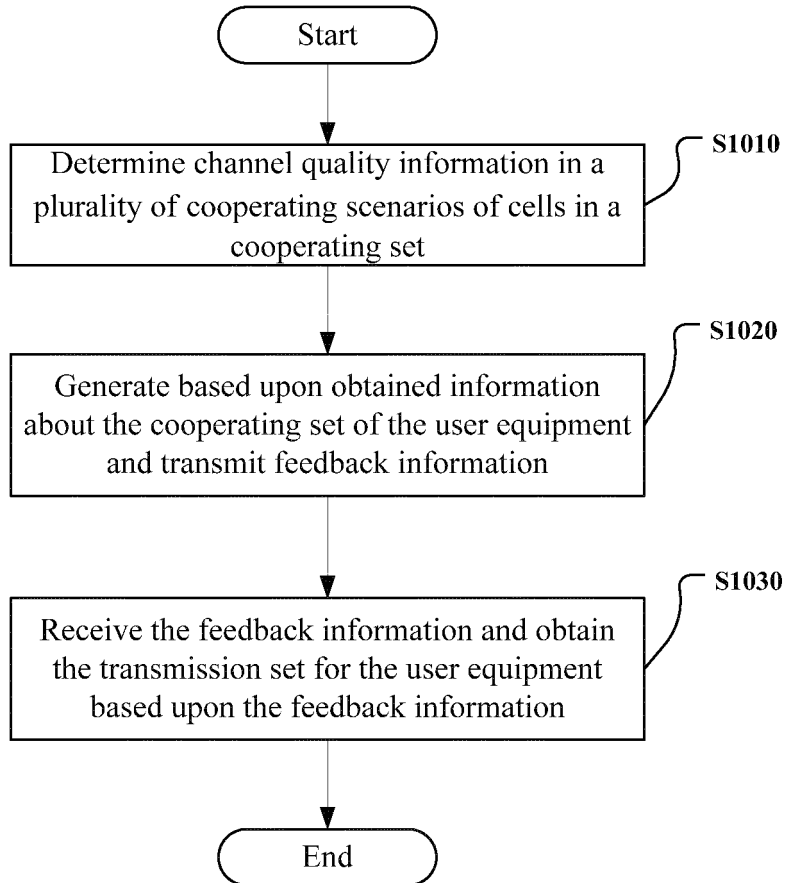 Start
S1010
Determine channel quality information in a
plurality of cooperating scenarios of cells in a
cooperating set
S1020
Generate based upon obtained information
about the cooperating set of the user equipment
and transmit feedback information
S1030
Receive the feedback information and obtain
the transmission set for the user equipment
based upon the feedback information
End